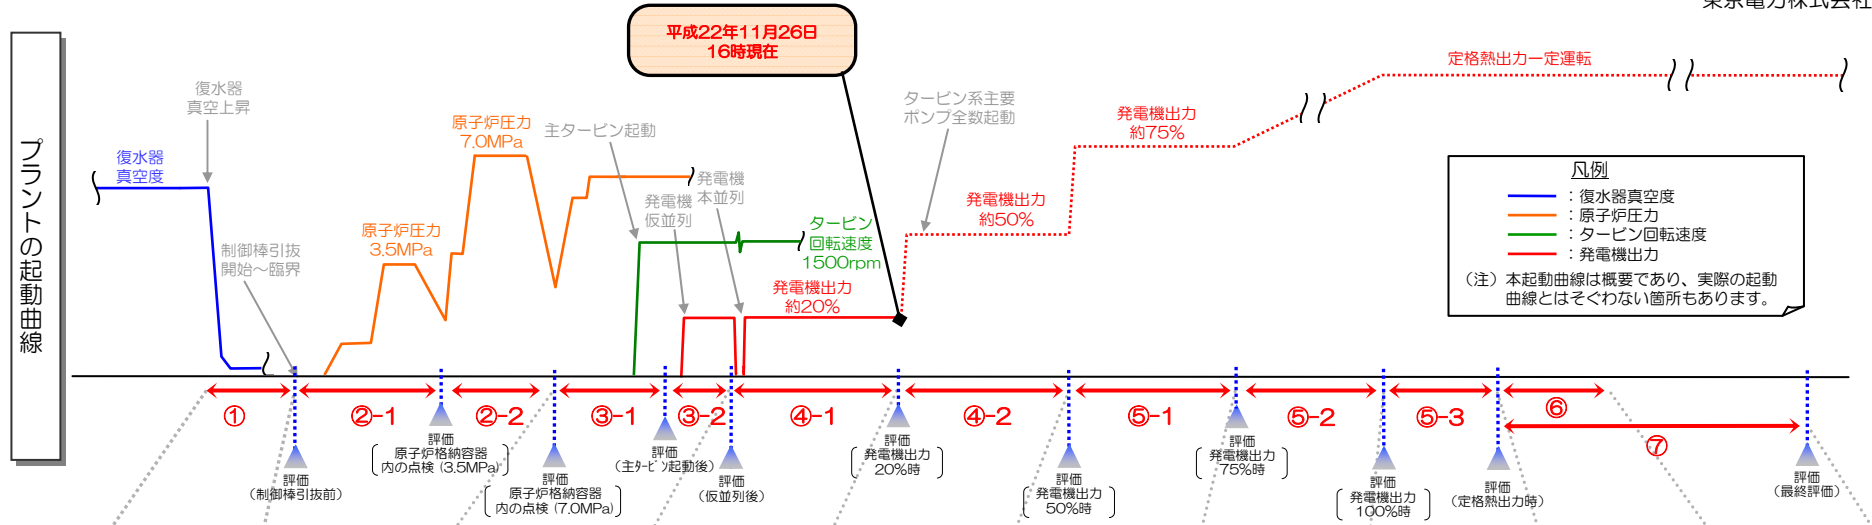 東京電力株式会社
プラントの起動曲線
平成22年11月26日
16時現在
復水器
真空上昇
復水器
真空度
制御棒引抜
開始～臨界
原子炉圧力
3.5MPa
原子炉圧力
7.0MPa
主タービン起動
発電機
仮並列
発電機
本並列
タービン
回転速度
1500rpm
発電機出力
約20%
タービン系主要
ポンプ全数起動
発電機出力
約50%
発電機出力
約75%
定格熱出力一定運転
凡例
：復水器真空度
：原子炉圧力
：タービン回転速度
：発電機出力
（注）本起動曲線は概要であり、実際の起動
曲線とはそぐわない箇所もあります。
①
②-1
②-2
③-1
③-2
④-1
④-2
⑤-1
⑤-2
⑤-3
⑥
⑦
評価
（制御棒引抜前）
評価
原子炉格納容器
内の点検（3.5MPa）
評価
原子炉格納容器
内の点検（7.0MPa）
評価
（主ﾀｰﾋﾞﾝ起動後）
評価
（仮並列後）
評価
発電機出力
20%時
評価
発電機出力
50%時
評価
発電機出力
75%時
評価
発電機出力
100%時
評価
（定格熱出力時）
評価
（最終評価）